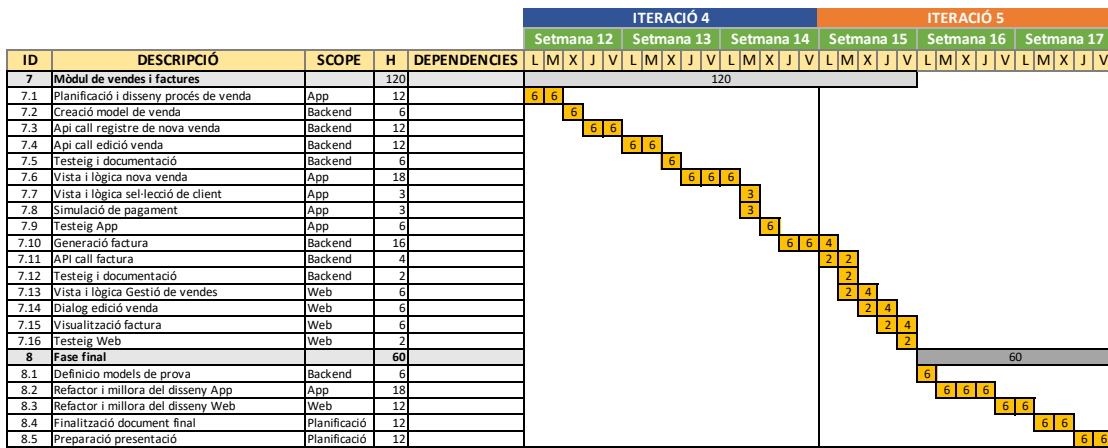 ITERACIÓ 4 ITERACIÓ 5
Setmana 12 Setmana 13 Setmana 14 Setmana 15 Setmana 16 Setmana 17
ID DESCRIPCIÓ SCOPE H DEPENDENCIES L M X J V L M X J V L M X J V L M X J V L M X J V L M X J V
7 Mòdul de vendes i factures 120 120
7.1 Planificació i disseny procés de venda App 12 6 6
7.2 Creació model de venda Backend 6 6
7.3 Api call registre de nova venda Backend 12 6 6
7.4 Api call edició venda Backend 12 6 6
7.5 Testeig i documentació Backend 6 6
7.6 Vista i lògica nova venda App 18 6 6 6
7.7 Vista i lògica sel·lecció de client App 3 3
7.8 Simulació de pagament App 3 3
7.9 Testeig App App 6 6
7.10 Generació factura Backend 16 6 6 4
7.11 API call factura Backend 4 2 2
7.12 Testeig i documentació Backend 2 2
7.13 Vista i lògica Gestió de vendes Web 6 2 4
7.14 Dialog edició venda Web 6 2 4
7.15 Visualització factura Web 6 2 4
7.16 Testeig Web Web 2 2
8 Fase final 60 60
8.1 Definicio models de prova Backend 6 6
8.2 Refactor i millora del disseny App App 18 6 6 6
8.3 Refactor i millora del disseny Web Web 12 6 6
8.4 Finalització document final Planificació 12 6 6
8.5 Preparació presentació Planificació 12 6 6